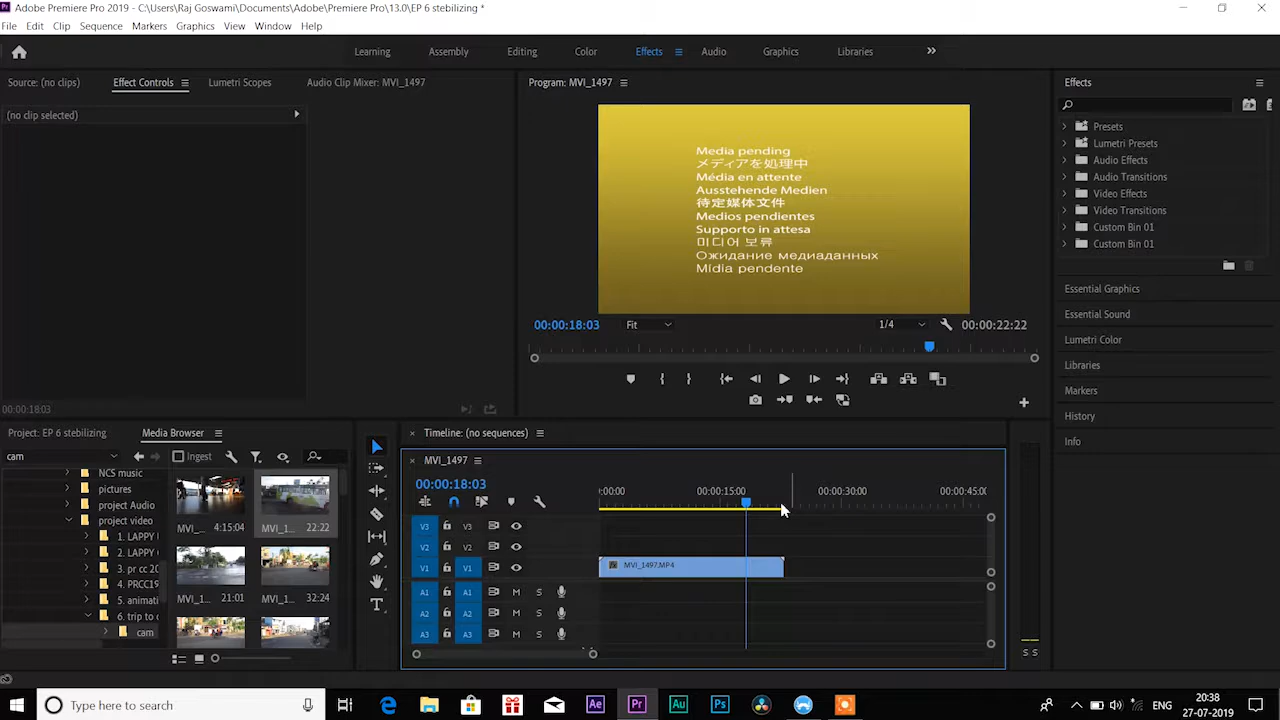 Adobe Premiere Pro 2019 - C:\Users\Raj Goswami\Documents\Adobe\Premiere Pro\13.0\EP 6 stebilizing *
File Edit Clip Sequence Markers Graphics View Window Help
Learning Assembly Editing Color Effects Audio Graphics Libraries
Source: (no clips) Effect Controls Lumetri Scopes Audio Clip Mixer: MVI_1497
Program: MVI_1497
Effects
(no clip selected)
Presets
Lumetri Presets
Audio Effects
Audio Transitions
Video Effects
Video Transitions
Custom Bin 01
Custom Bin 01
Media pending
メディアを処理中
Média en attente
Ausstehende Medien
待定媒体文件
Medios pendientes
Supporto in attesa
미디어 보류
Ожидание медиаданных
Mídia pendente
Essential Graphics
Essential Sound
Lumetri Color
Libraries
Markers
History
Info
00:00:18:03 Fit 1/4 00:00:22:22
00:00:18:03
Project: EP 6 stebilizing Media Browser
Timeline: (no sequences)
cam Ingest
NCS music
pictures
project Audio
project video
1. LAPPY
2. LAPPY
3. pr cc 20
4. PRCC19
5. animati
6. trip to
cam
MVI_1... 4:15:04 MVI_1... 22:22
MVI_1... 21:01 MVI_1... 32:24
MVI_1497
00:00:18:03
:00:00 00:00:15:00 00:00:30:00 00:00:45:00
V3 V3
V2 V2
V1 V1 MVI_1497.MP4
A1 A1 M S
A2 A2 M S
A3 A3 M S
S S
Type here to search
Ae Pr Au Ps
ENG
20:38
27-07-2019